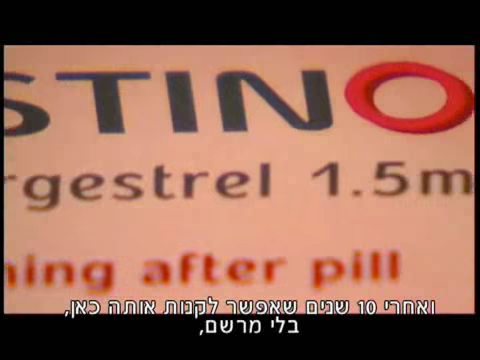 STINO
rgestrel 1.5m
ning after pill
ואחרי 10 שנים שאפשר לקנות אותה כאן,
בלי מרשם,